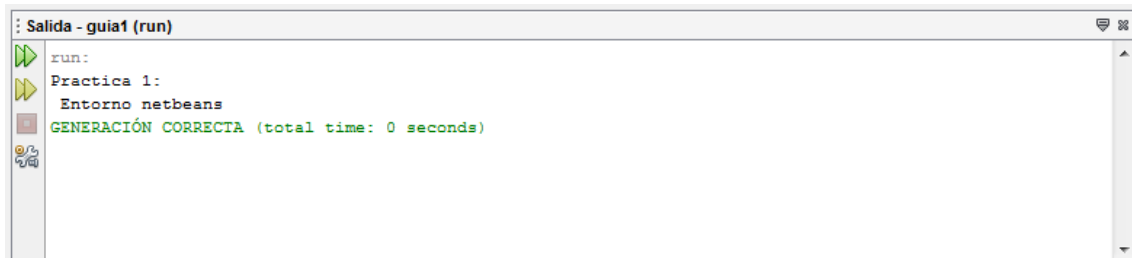 Salida - guia1 (run)
run:
Practica 1:
 Entorno netbeans
GENERACIÓN CORRECTA (total time: 0 seconds)